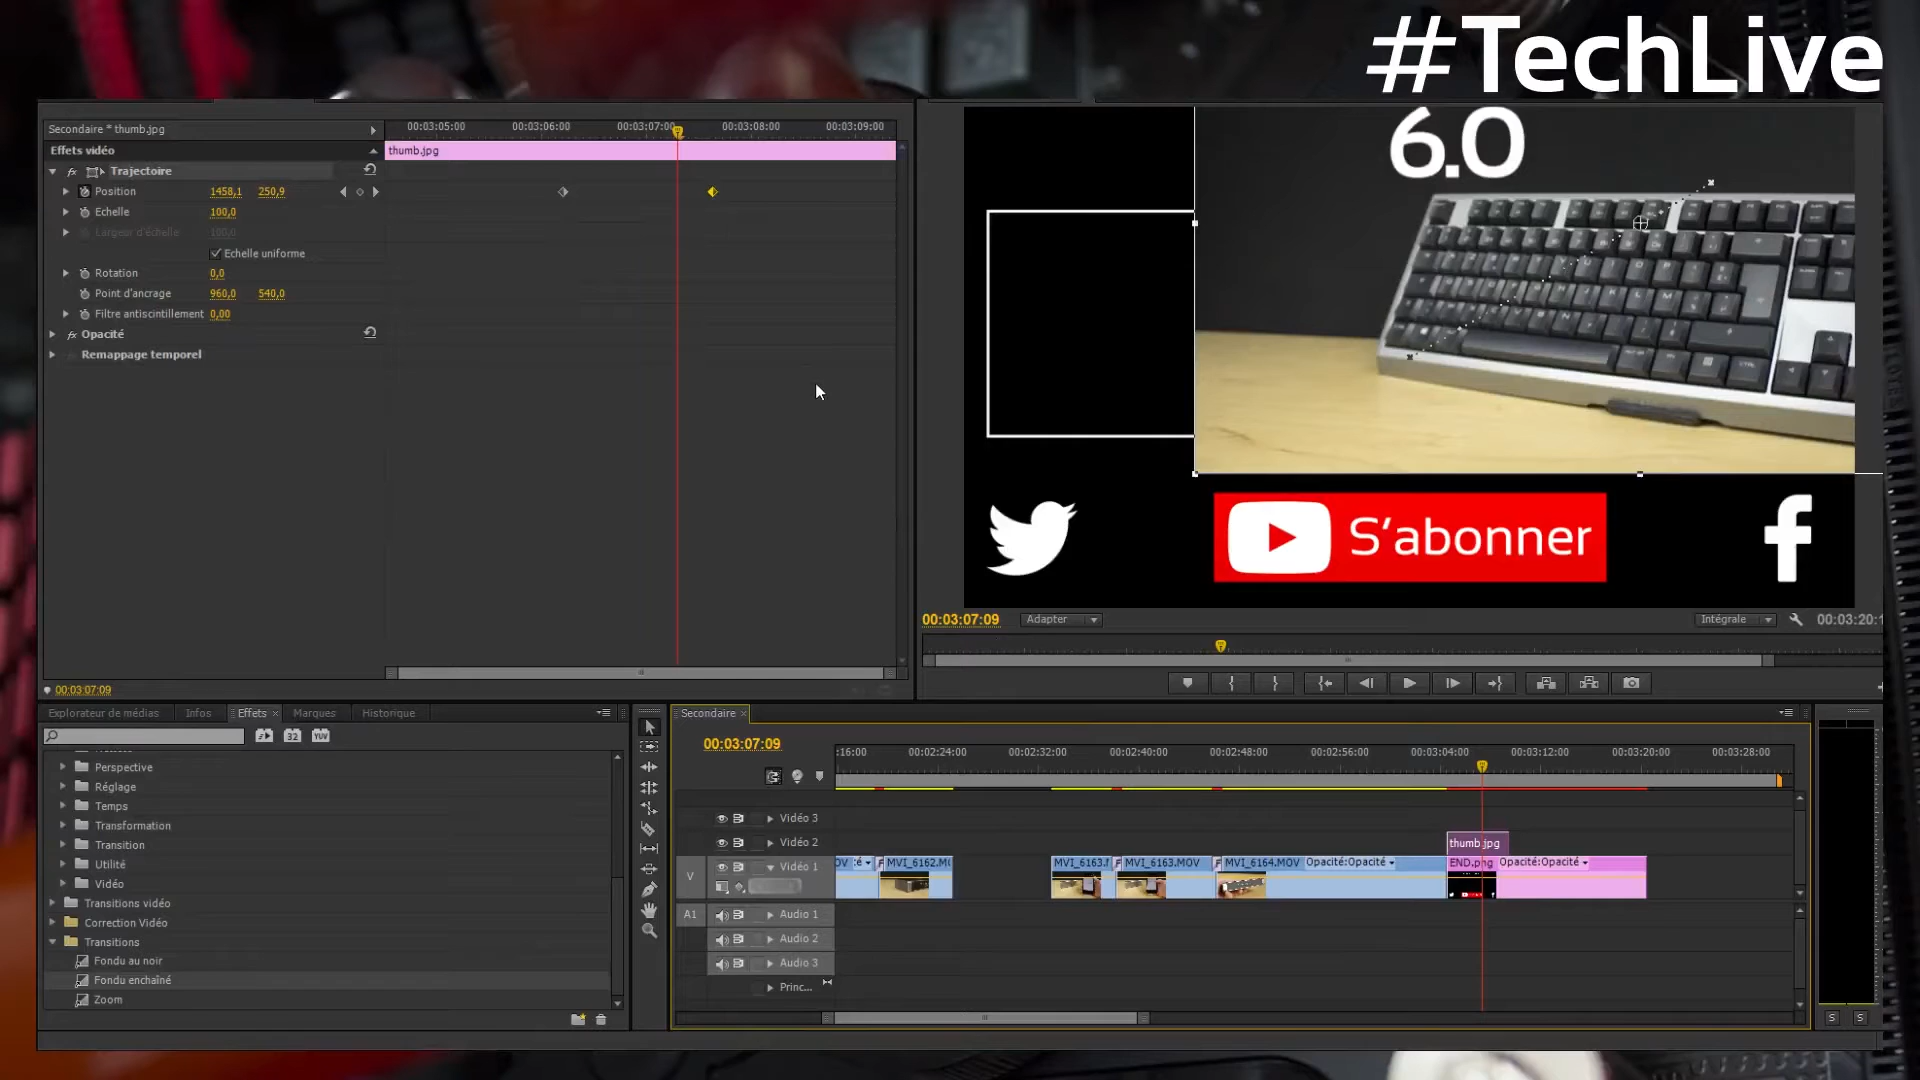 #TechLive
Secondaire * thumb.jpg
00:03:05:00 00:03:06:00 00:03:07:00 00:03:08:00 00:03:09:00
Effets vidéo
thumb.jpg
fx Trajectoire
Position 1458,1 250,9
Echelle 100,0
Largeur d'échelle 100,0
Echelle uniforme
Rotation 0,0
Point d'ancrage 960,0 540,0
Filtre antiscintillement 0,00
fx Opacité
Remappage temporel
6.0
S'abonner
00:03:07:09 Adapter Intégrale 00:03:20:1
00:03:07:09
Explorateur de médias Infos Effets Marques Historique
32 YUV
Perspective
Réglage
Temps
Transformation
Transition
Utilité
Vidéo
Transitions vidéo
Correction Vidéo
Transitions
Fondu au noir
Fondu enchaîné
Zoom
Secondaire
00:03:07:09
:16:00 00:02:24:00 00:02:32:00 00:02:40:00 00:02:48:00 00:02:56:00 00:03:04:00 00:03:12:00 00:03:20:00 00:03:28:00
Vidéo 3
Vidéo 2
thumb.jpg
V Vidéo 1
OV :é MVI_6162.M MVI_6163.f MVI_6163.MOV MVI_6164.MOV Opacité:Opacité END.png Opacité:Opacité
A1 Audio 1
Audio 2
Audio 3
Princ...
S S